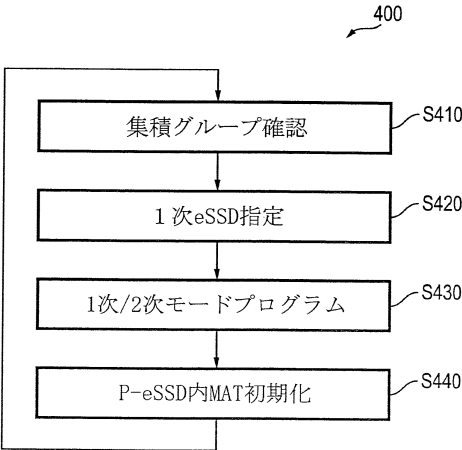 400
集積グループ確認
S410
1次eSSD指定
S420
1次/2次モードプログラム
S430
P-eSSD内MAT初期化
S440